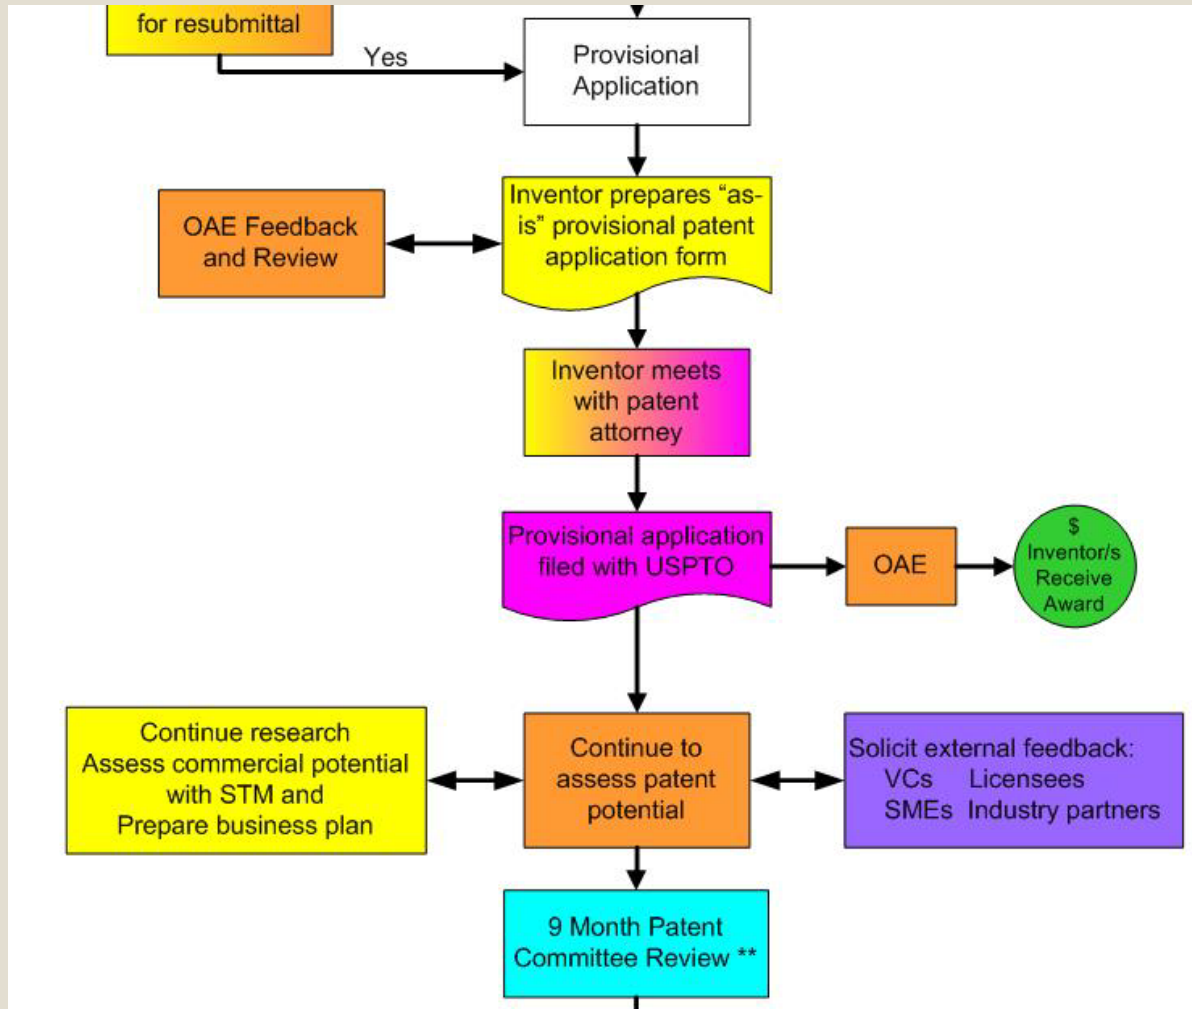 for resubmittal
Yes
Provisional
Application
Inventor prepares “as-
is” provisional patent
application form
OAE Feedback
and Review
Inventor meets
with patent
attorney
Provisional application
filed with USPTO
OAE
$
Inventor/s
Receive
Award
Continue research
Assess commercial potential
with STM and
Prepare business plan
Continue to
assess patent
potential
Solicit external feedback:
VCs Licensees
SMEs Industry partners
9 Month Patent
Committee Review **